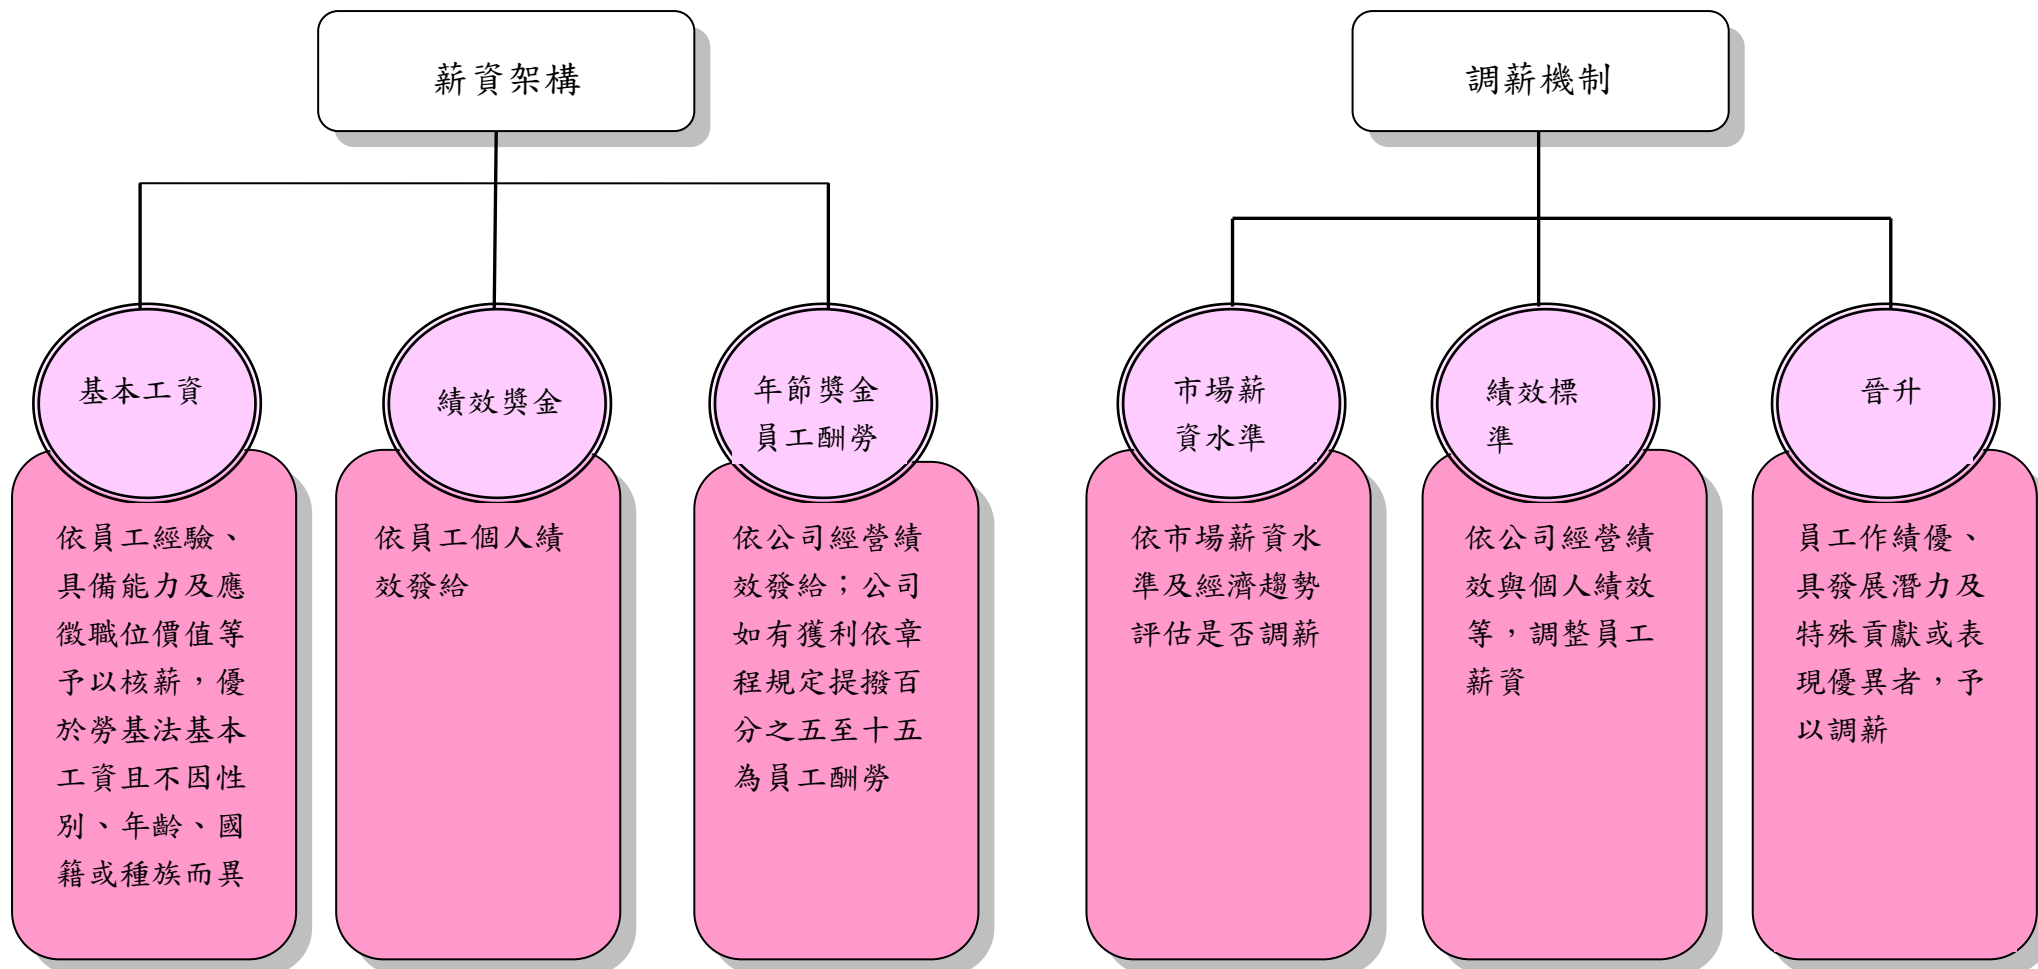 薪資架構
基本工資
依員工經驗、
具備能力及應
徵職位價值等
予以核薪，優
於勞基法基本
工資且不因性
別、年齡、國
籍或種族而異
績效獎金
依員工個人績
效發給
年節獎金
員工酬勞
依公司經營績
效發給；公司
如有獲利依章
程規定提撥百
分之五至十五
為員工酬勞
調薪機制
市場薪
資水準
依市場薪資水
準及經濟趨勢
評估是否調薪
績效標
準
依公司經營績
效與個人績效
等，調整員工
薪資
晉升
員工作績優、
具發展潛力及
特殊貢獻或表
現優異者，予
以調薪